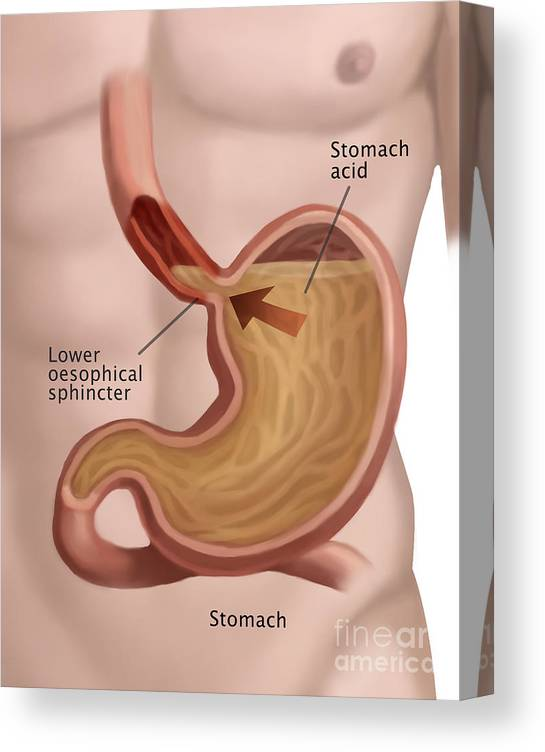 Stomach
acid
Lower
oesophical
sphincter
Stomach
fine
america